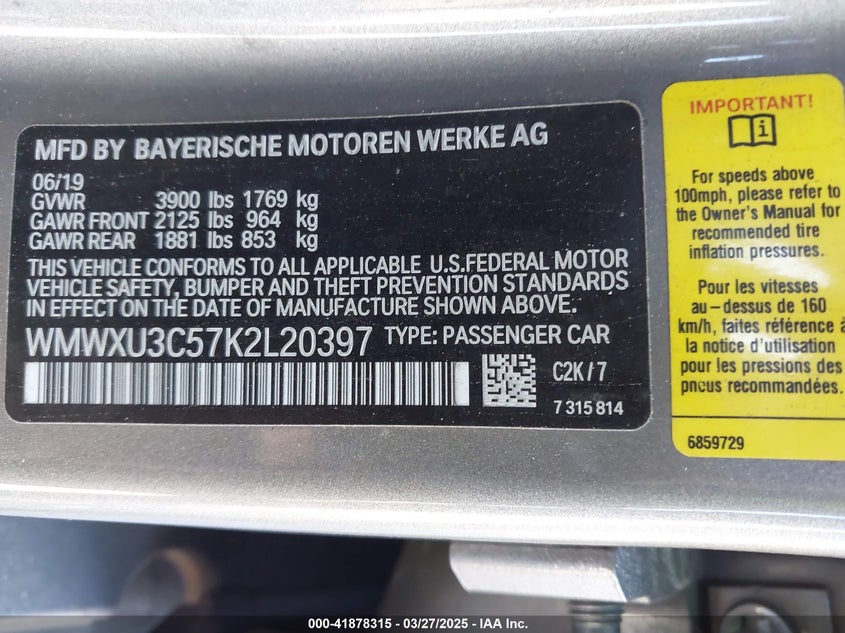 MFD BY BAYERISCHE MOTOREN WERKE AG
06/19
GVWR 3900 lbs 1769 kg
GAWR FRONT 2125 lbs 964 kg
GAWR REAR 1881 lbs 853 kg
THIS VEHICLE CONFORMS TO ALL APPLICABLE U.S.FEDERAL MOTOR
VEHICLE SAFETY, BUMPER AND THEFT PREVENTION STANDARDS
IN EFFECT ON THE DATE OF MANUFACTURE SHOWN ABOVE.
WMWXU3C57K2L20397 TYPE: PASSENGER CAR
C2K/7
7 315 814
IMPORTANT!
i
For speeds above
100mph, please refer to
the Owner's Manual for
recommended tire
inflation pressures.
Pour les vitesses
au-dessus de 160
km/h, faites référence à
la notice d'utilisation
pour les pressions des
pneus recommandées.
6859729
000-41878315 - 03/27/2025 - IAA Inc.